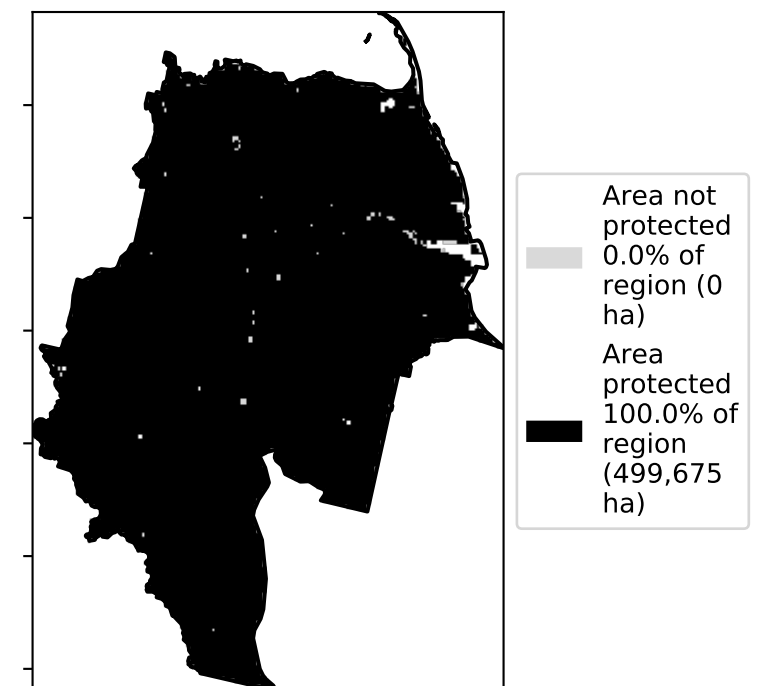 Area not
protected
0.0% of
region (0
ha)
Area
protected
100.0% of
region
(499,675
ha)